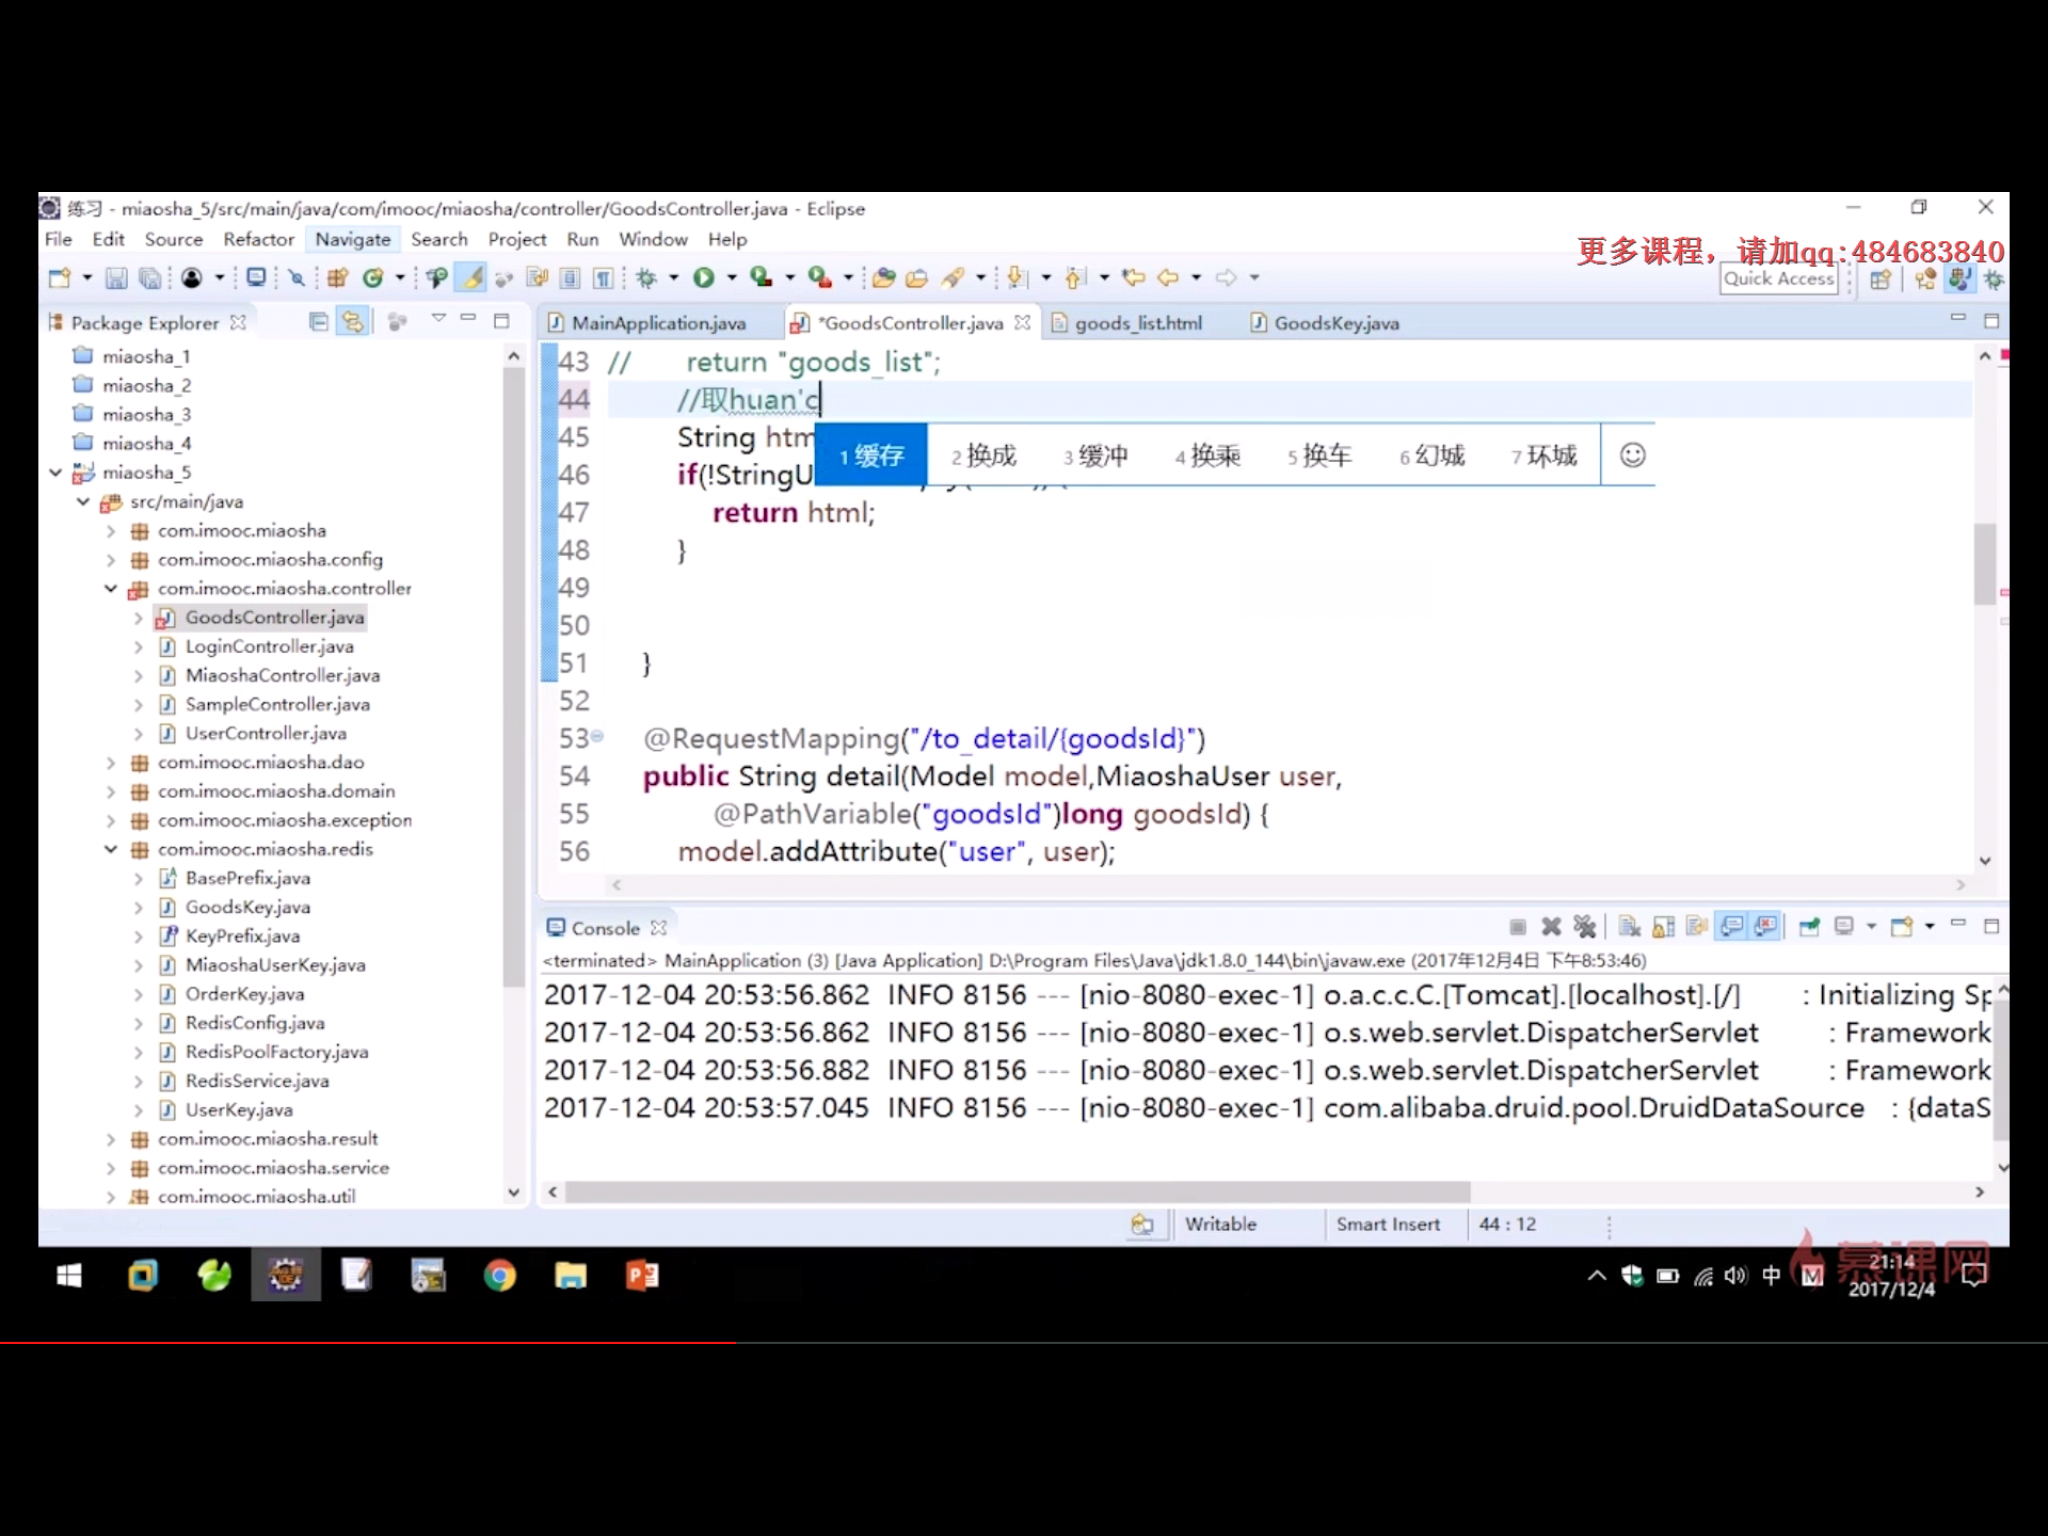 练习 - miaosha_5/src/main/java/com/imooc/miaosha/controller/GoodsController.java - Eclipse
File Edit Source Refactor Navigate Search Project Run Window Help
更多课程，请加qq:484683840
Quick Access
Package Explorer
miaosha_1
miaosha_2
miaosha_3
miaosha_4
miaosha_5
src/main/java
com.imooc.miaosha
com.imooc.miaosha.config
com.imooc.miaosha.controller
GoodsController.java
LoginController.java
MiaoshaController.java
SampleController.java
UserController.java
com.imooc.miaosha.dao
com.imooc.miaosha.domain
com.imooc.miaosha.exception
com.imooc.miaosha.redis
BasePrefix.java
GoodsKey.java
KeyPrefix.java
MiaoshaUserKey.java
OrderKey.java
RedisConfig.java
RedisPoolFactory.java
RedisService.java
UserKey.java
com.imooc.miaosha.result
com.imooc.miaosha.service
com.imooc.miaosha.util
MainApplication.java *GoodsController.java goods_list.html GoodsKey.java
43 // return "goods_list";
44 //取huan'c
45 String htm
1 缓存 2 换成 3 缓冲 4 换乘 5 换车 6 幻城 7 环城
46 if(!StringU
47 return html;
48 }
49
50
51 }
52
53 @RequestMapping("/to_detail/{goodsId}")
54 public String detail(Model model,MiaoshaUser user,
55 @PathVariable("goodsId")long goodsId) {
56 model.addAttribute("user", user);
Console
<terminated> MainApplication (3) [Java Application] D:\Program Files\Java\jdk1.8.0_144\bin\javaw.exe (2017年12月4日 下午8:53:46)
2017-12-04 20:53:56.862 INFO 8156 --- [nio-8080-exec-1] o.a.c.c.C.[Tomcat].[localhost].[/] : Initializing Sp
2017-12-04 20:53:56.862 INFO 8156 --- [nio-8080-exec-1] o.s.web.servlet.DispatcherServlet : Framework
2017-12-04 20:53:56.882 INFO 8156 --- [nio-8080-exec-1] o.s.web.servlet.DispatcherServlet : Framework
2017-12-04 20:53:57.045 INFO 8156 --- [nio-8080-exec-1] com.alibaba.druid.pool.DruidDataSource : {dataS
Writable Smart Insert 44 : 12
中 M 慕课网
21:14
2017/12/4